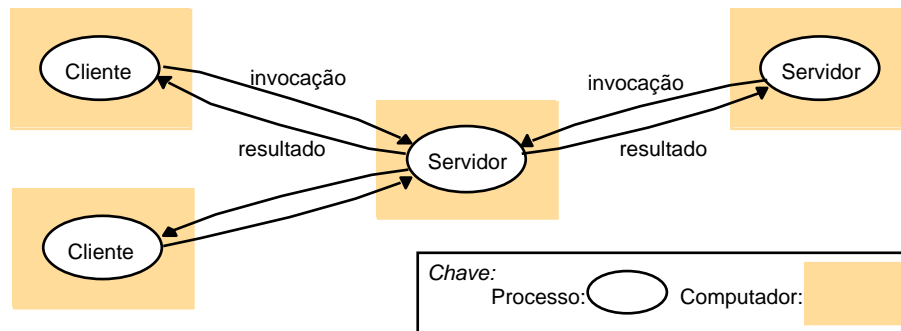 Cliente
invocação
resultado
Servidor
invocação
resultado
Servidor
Cliente
Chave:
Processo:
Computador: